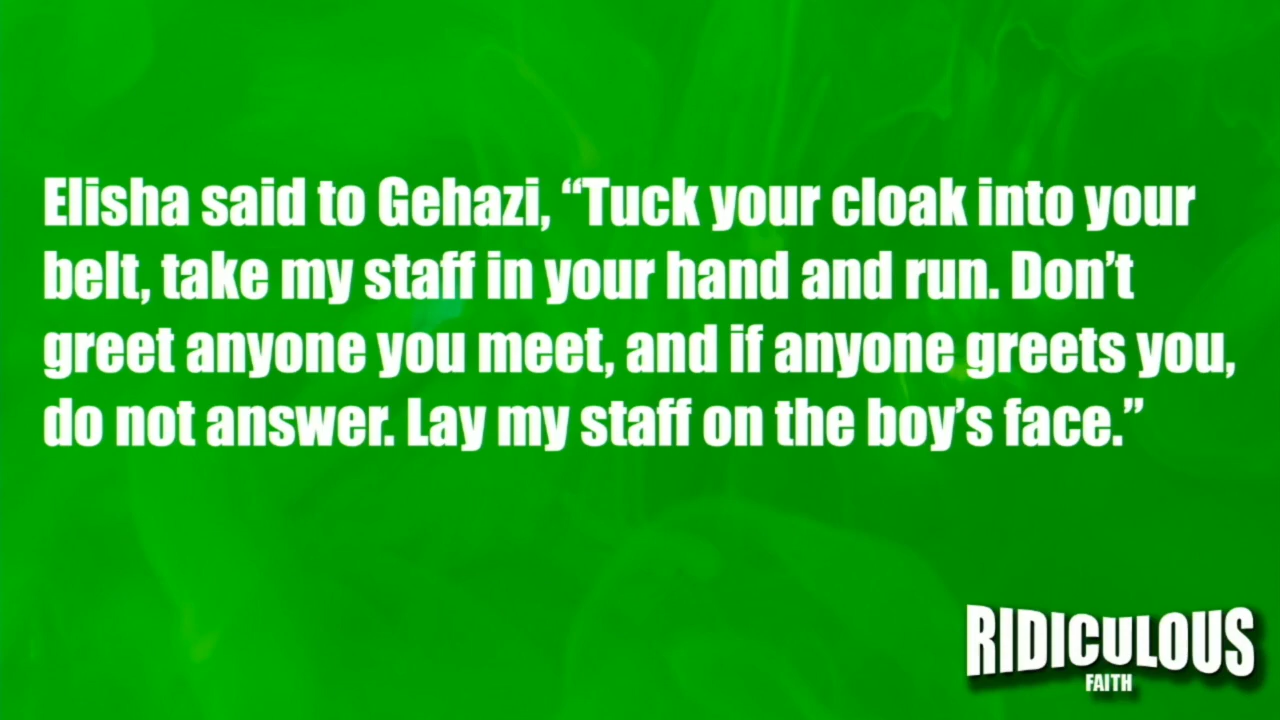 Elisha said to Gehazi, “Tuck your cloak into your
belt, take my staff in your hand and run. Don’t
greet anyone you meet, and if anyone greets you,
do not answer. Lay my staff on the boy’s face.”
RIDICULOUS
FAITH